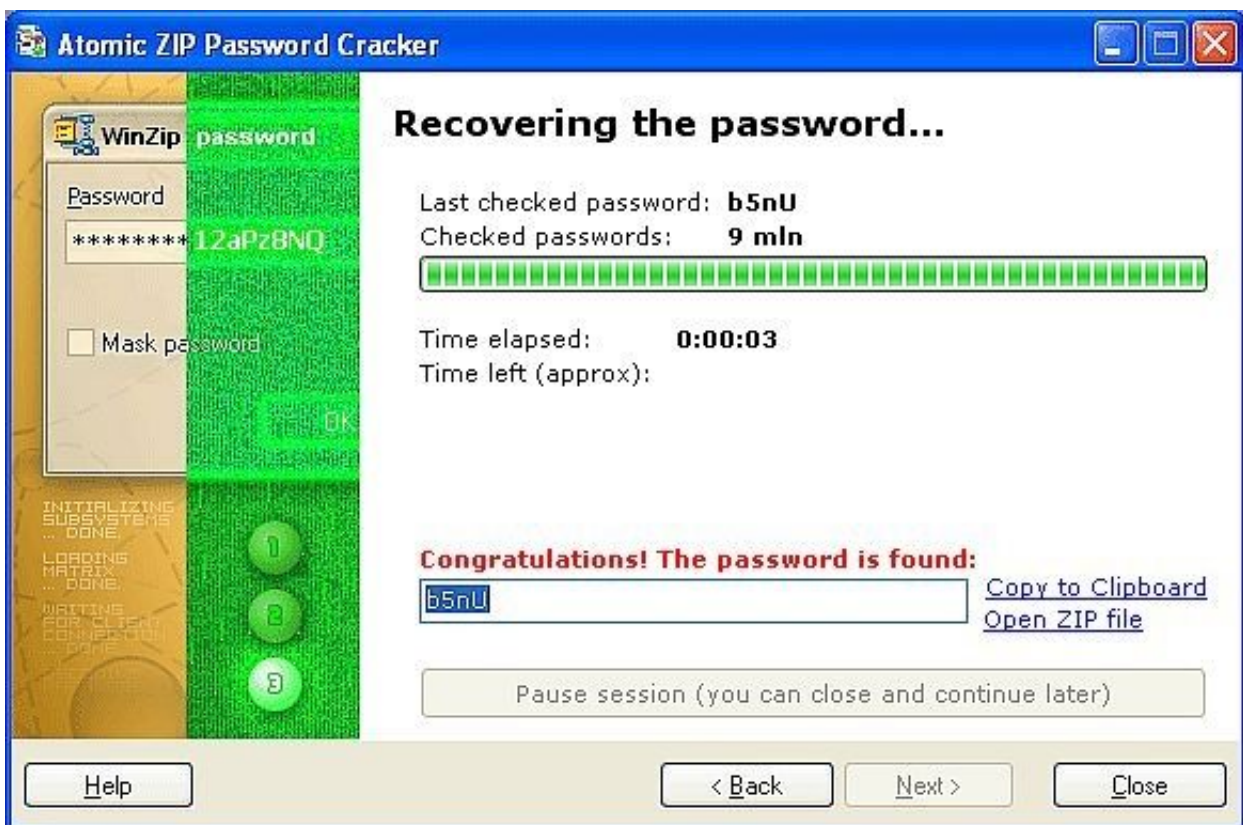 Atomic ZIP Password Cracker
WinZip password
Password
********12aPz8NQ
Mask password
OK
INITIALIZING
SUBSYSTEMS
... DONE.
LOADING
MATRIX
... DONE.
WAITING
FOR CLIENT
CONNECTION
... DONE
1
2
3
Recovering the password...
Last checked password: b5nU
Checked passwords: 9 mln
Time elapsed: 0:00:03
Time left (approx):
Congratulations! The password is found:
b5nU
Copy to Clipboard
Open ZIP file
Pause session (you can close and continue later)
Help
< Back
Next >
Close